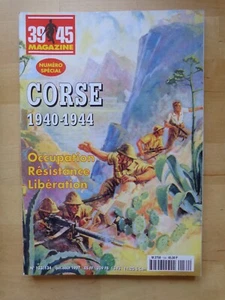 39 45
MAGAZINE
NUMÉRO
SPÉCIAL
CORSE
1940-1944
Occupation
Résistance
Libération